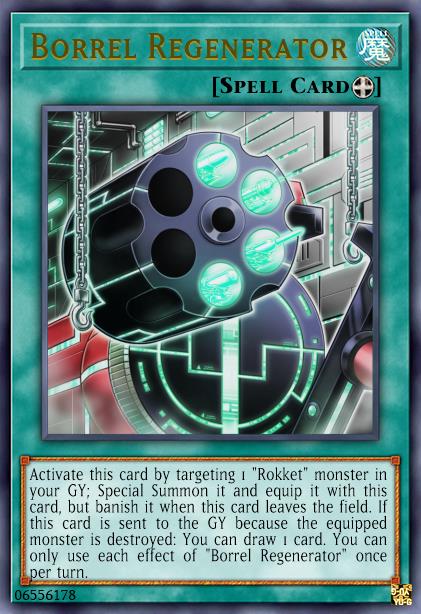 Borrel Regenerator
魔
[Spell Card]
Activate this card by targeting 1 "Rokket" monster in
your GY; Special Summon it and equip it with this
card, but banish it when this card leaves the field. If
this card is sent to the GY because the equipped
monster is destroyed: You can draw 1 card. You can
only use each effect of "Borrel Regenerator" once
per turn.
06556178